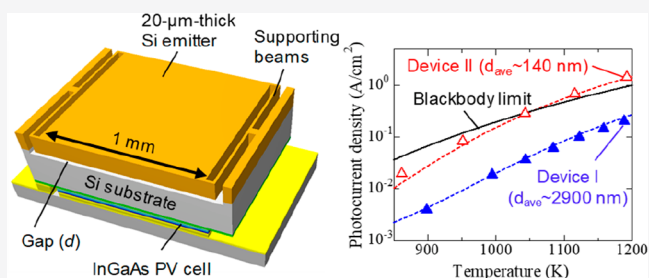 20-μm-thick
Si emitter
Supporting
beams
1 mm
Si substrate
Gap (d)
InGaAs PV cell
Photocurrent density (A/cm²)
10⁰
10⁻¹
10⁻²
10⁻³
Device II (dave~140 nm)
Blackbody limit
Device I
(dave~2900 nm)
900
1000
1100
1200
Temperature (K)